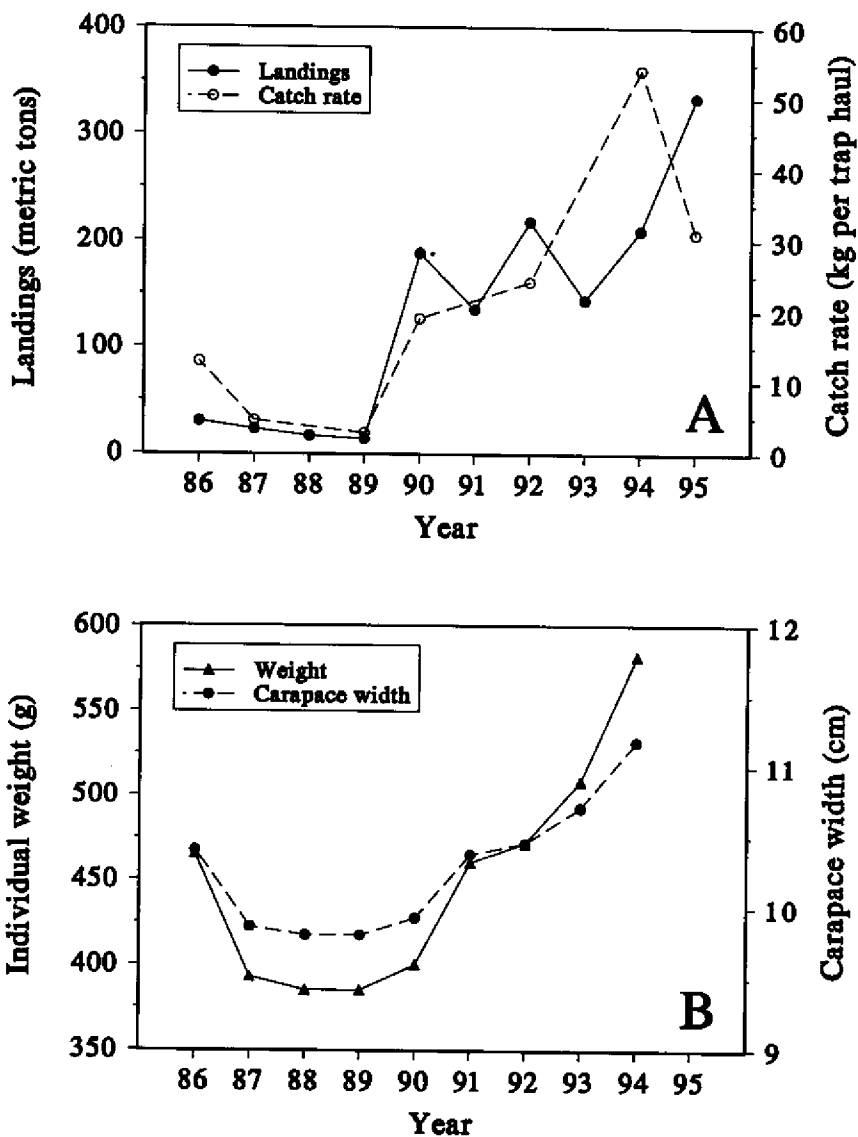 Landings (metric tons)
400
300
200
100
0
Landings
Catch rate
60
50
40
30
20
10
0
Catch rate (kg per trap haul)
A
86 87 88 89 90 91 92 93 94 95
Year
Individual weight (g)
600
550
500
450
400
350
Weight
Carapace width
12
11
10
9
Carapace width (cm)
B
86 87 88 89 90 91 92 93 94 95
Year